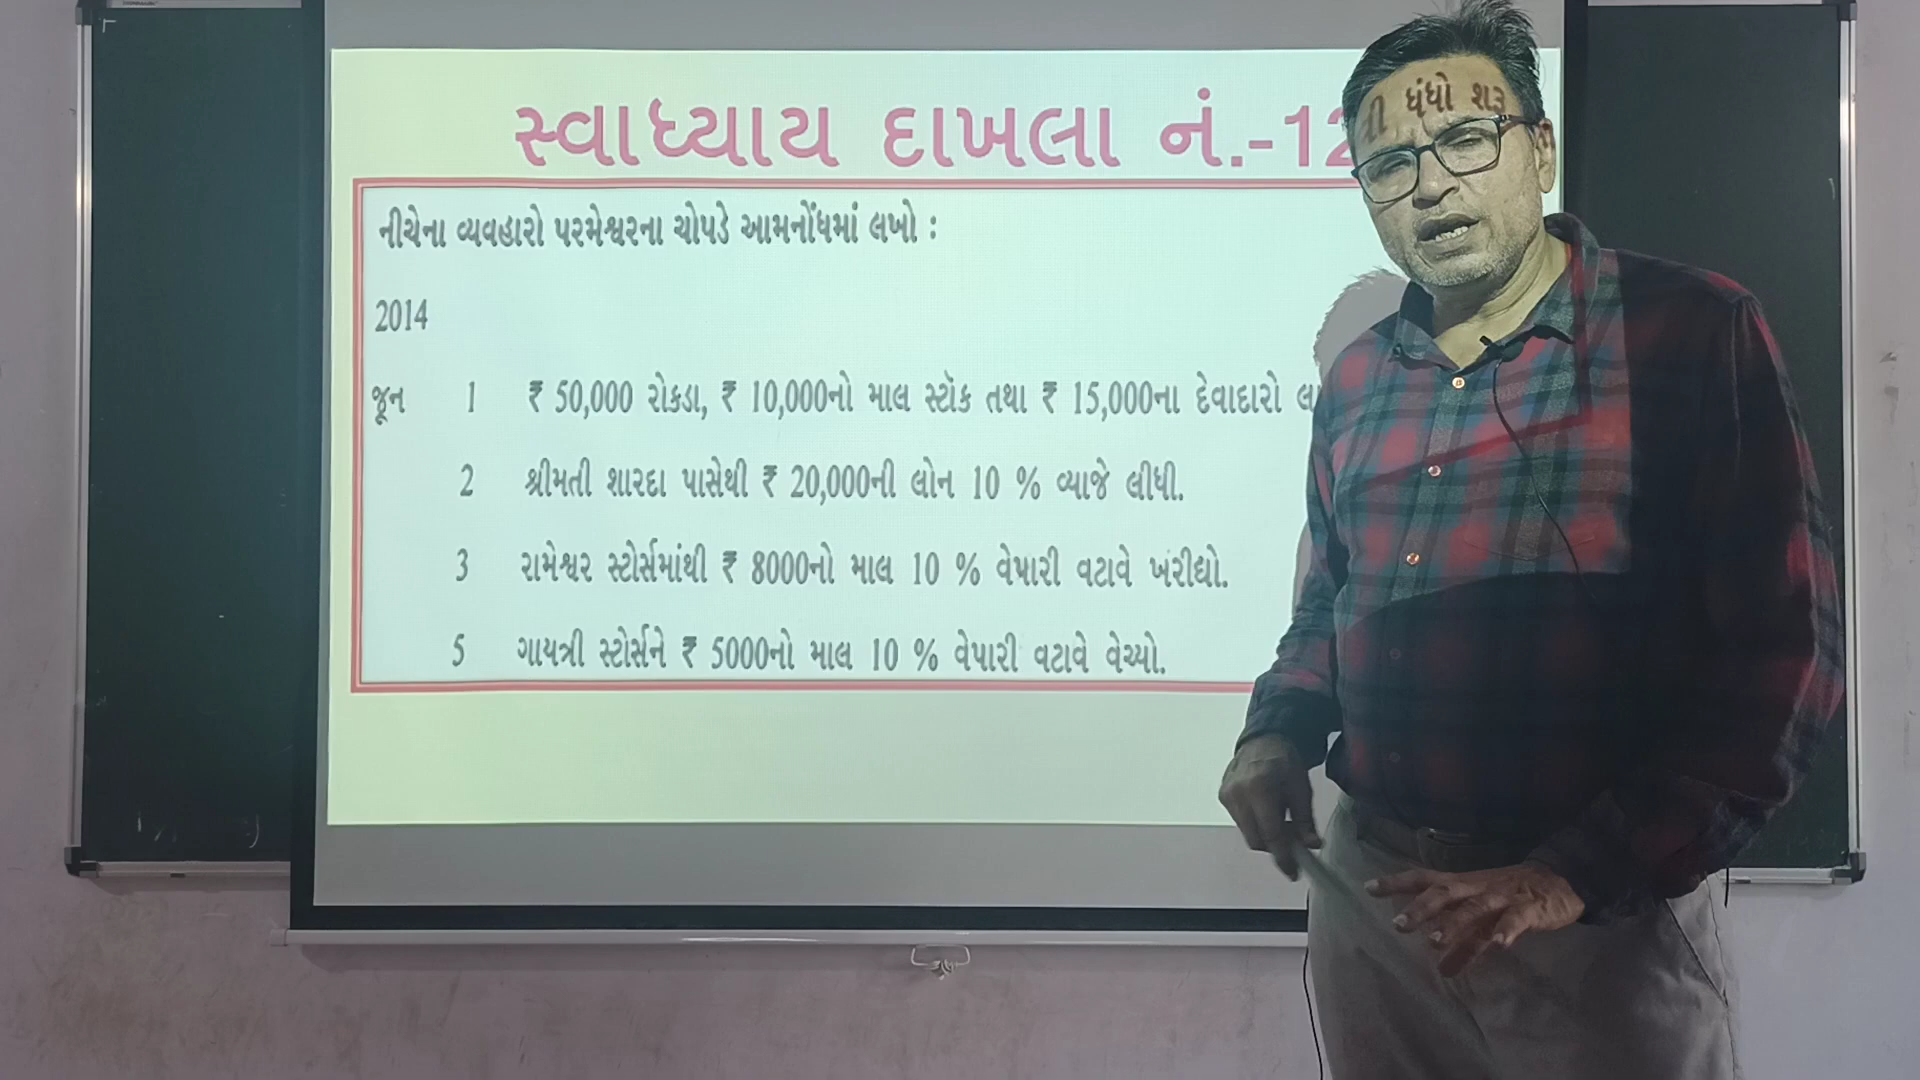 સ્વાધ્યાય દાખલા નં.-12
નીચેના વ્યવહારો પરમેશ્વરના ચોપડે આમનોંધમાં લખો :
2014
જૂન 1 ₹ 50,000 રોકડા, ₹ 10,000નો માલ સ્ટૉક તથા ₹ 15,000ના દેવાદારો ધંધો શરૂ
2 શ્રીમતી શારદા પાસેથી ₹ 20,000ની લોન 10 % વ્યાજે લીધી.
3 રામેશ્વર સ્ટોર્સમાંથી ₹ 8000નો માલ 10 % વેપારી વટાવે ખરીદ્યો.
5 ગાયત્રી સ્ટોર્સને ₹ 5000નો માલ 10 % વેપારી વટાવે વેચ્યો.